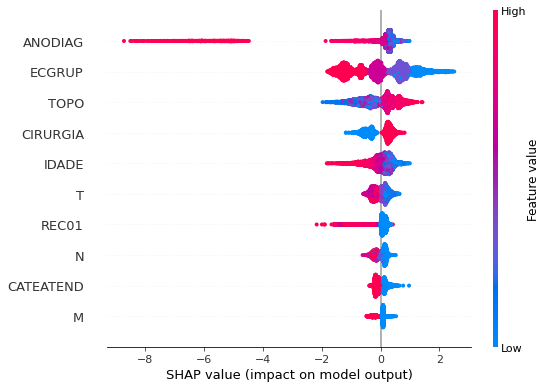 High
ANODIAG
ECGRUP
TOPO
CIRURGIA
IDADE
T
REC01
N
CATEATEND
M
Feature value
Low
−8 −6 −4 −2 0 2
SHAP value (impact on model output)